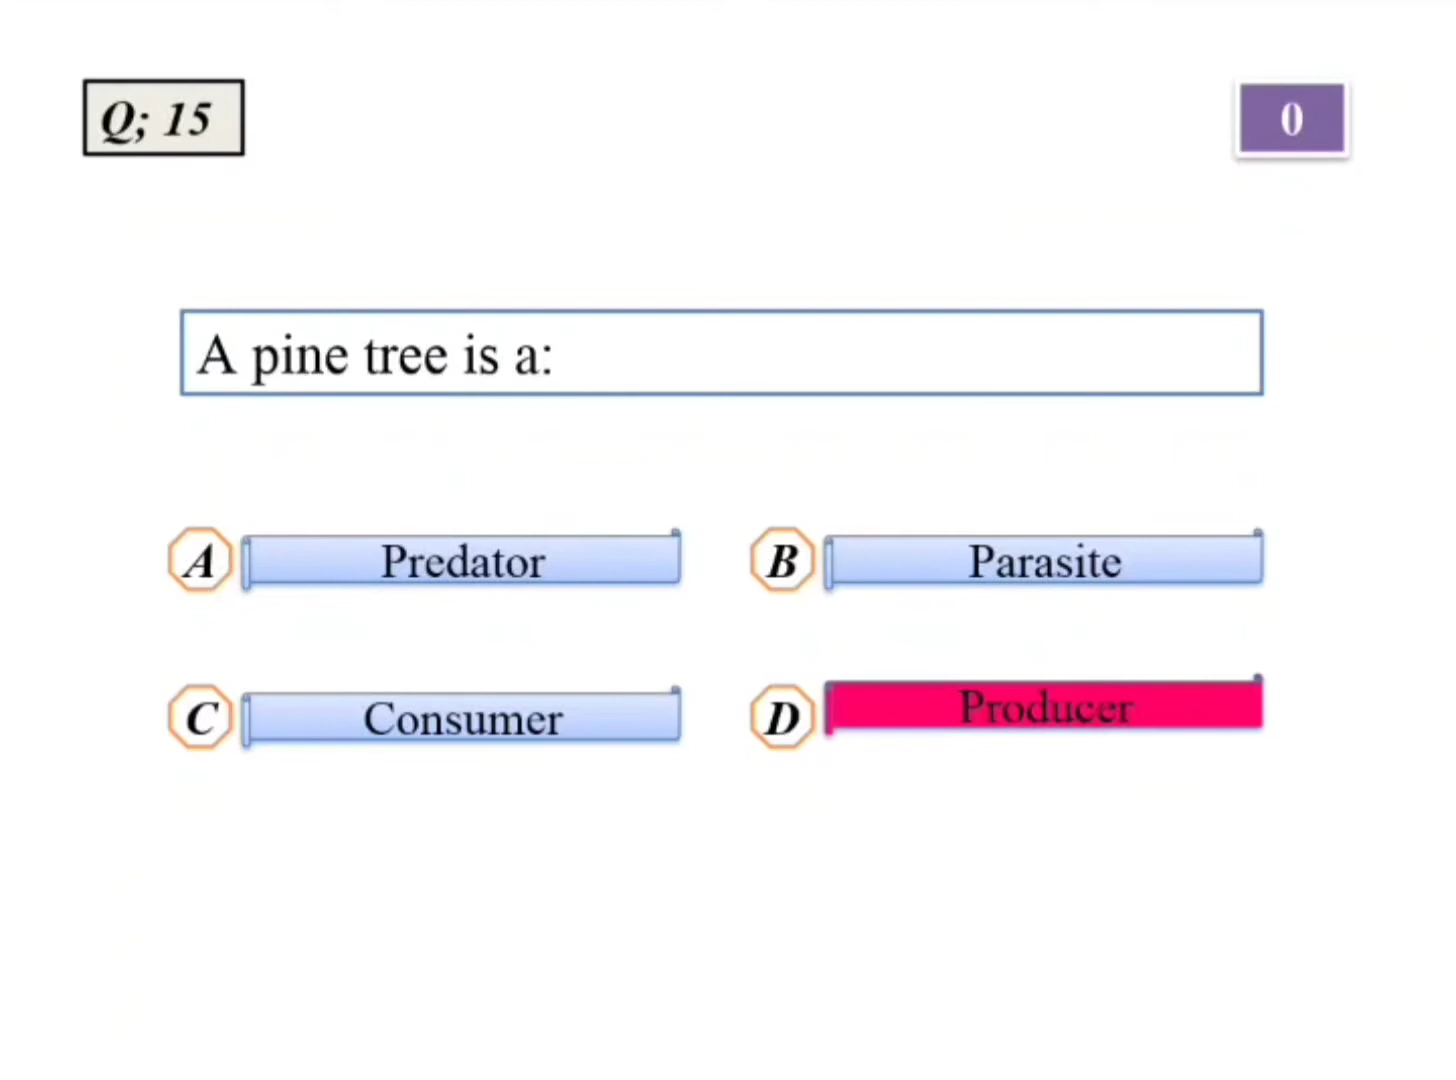 Q; 15
0
A pine tree is a:
A Predator
B Parasite
C Consumer
D Producer